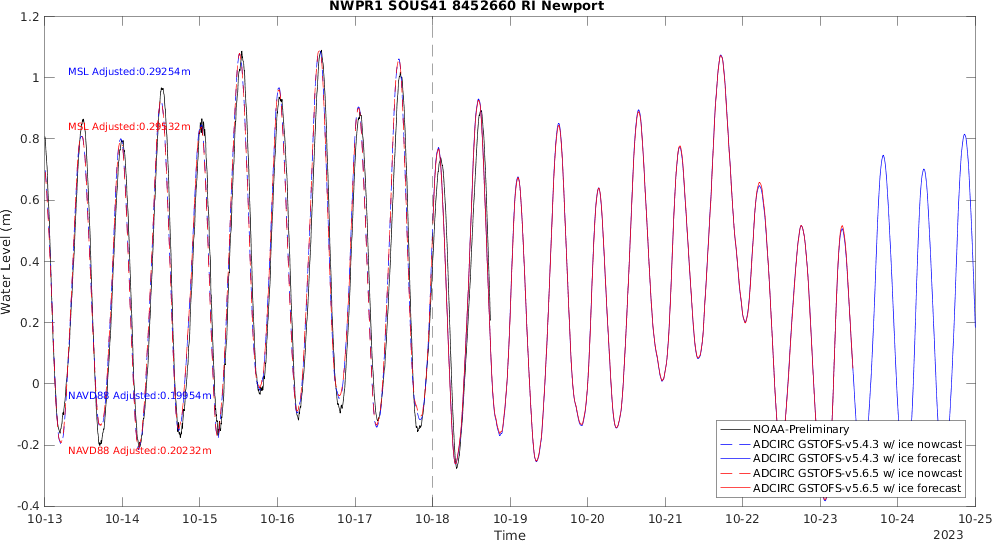 NWPR1 SOUS41 8452660 RI Newport
1.2
1
0.8
0.6
0.4
0.2
0
-0.2
-0.4
Water Level (m)
MSL Adjusted:0.29254m
MSL Adjusted:0.29532m
NAVD88 Adjusted:0.19954m
NAVD88 Adjusted:0.20232m
NOAA-Preliminary
ADCIRC GSTOFS-v5.4.3 w/ ice nowcast
ADCIRC GSTOFS-v5.4.3 w/ ice forecast
ADCIRC GSTOFS-v5.6.5 w/ ice nowcast
ADCIRC GSTOFS-v5.6.5 w/ ice forecast
10-13 10-14 10-15 10-16 10-17 10-18 10-19 10-20 10-21 10-22 10-23 10-24 10-25
Time
2023